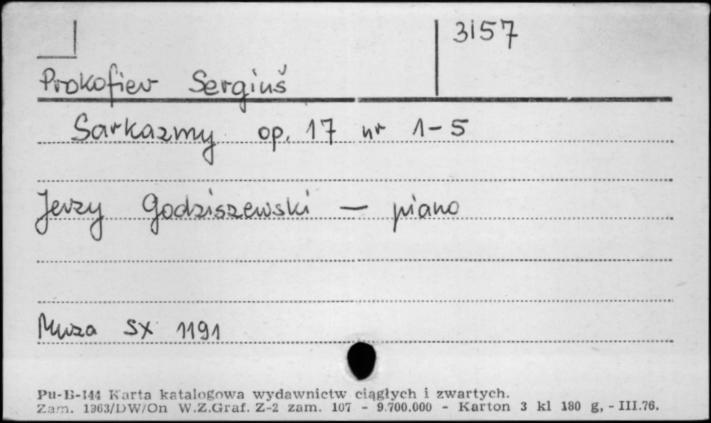 3157
Prokofiev Sergiuš
Sarkazmy op. 17 nr 1-5
Jerzy Godziszewski - piano
Muza SX 1191
Pu-B-144 Karta katalogowa wydawnictw ciągłych i zwartych.
Zam. 1363/DW/On W.Z.Graf. Z-2 zam. 107 - 9.700.000 - Karton 3 kl 180 g, - III.76.